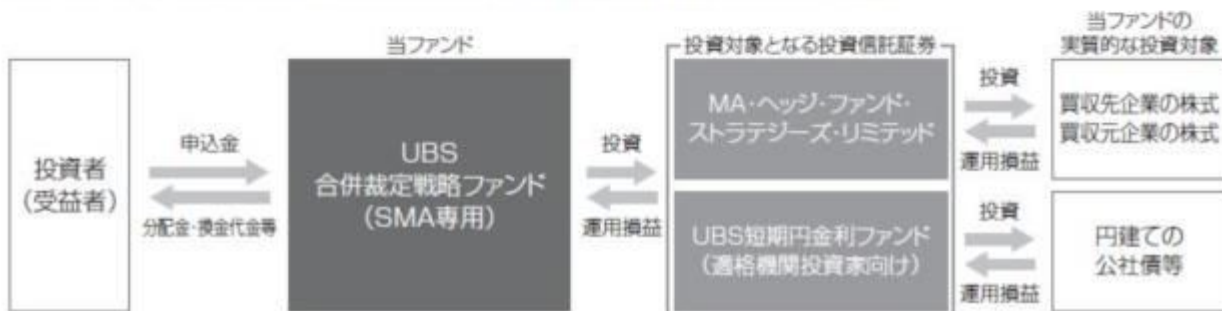 当ファンド
投資対象となる投資信託証券
当ファンドの
実質的な投資対象
投資者
(受益者)
申込金
分配金・換金代金等
UBS
合併裁定戦略ファンド
(SMA専用)
投資
運用損益
MA・ヘッジ・ファンド・
ストラテジーズ・リミテッド
投資
運用損益
買収先企業の株式
買収元企業の株式
UBS短期円金利ファンド
(適格機関投資家向け)
投資
運用損益
円建ての
公社債等